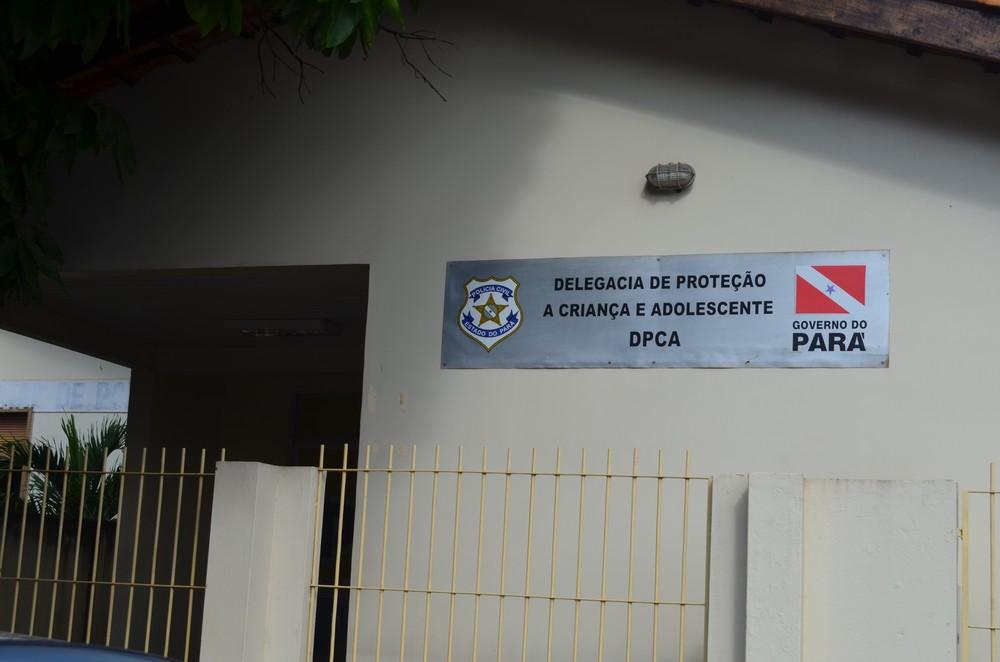 POLICIA CIVIL
ESTADO DO PARÁ
DELEGACIA DE PROTEÇÃO
A CRIANÇA E ADOLESCENTE
DPCA
GOVERNO DO
PARÁ